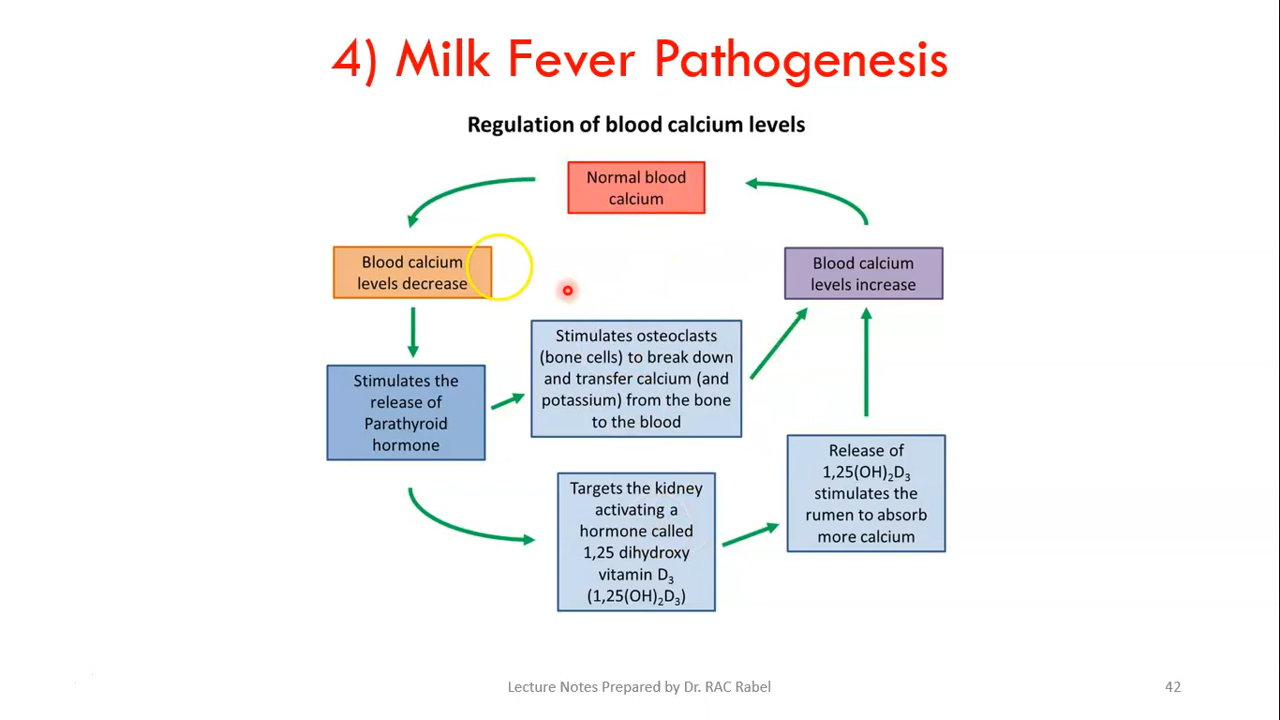 4) Milk Fever Pathogenesis
Regulation of blood calcium levels
Normal blood
calcium
Blood calcium
levels decrease
Blood calcium
levels increase
Stimulates the
release of
Parathyroid
hormone
Stimulates osteoclasts
(bone cells) to break down
and transfer calcium (and
potassium) from the bone
to the blood
Targets the kidney
activating a
hormone called
1,25 dihydroxy
vitamin D₃
(1,25(OH)₂D₃)
Release of
1,25(OH)₂D₃
stimulates the
rumen to absorb
more calcium
Lecture Notes Prepared by Dr. RAC Rabel
42